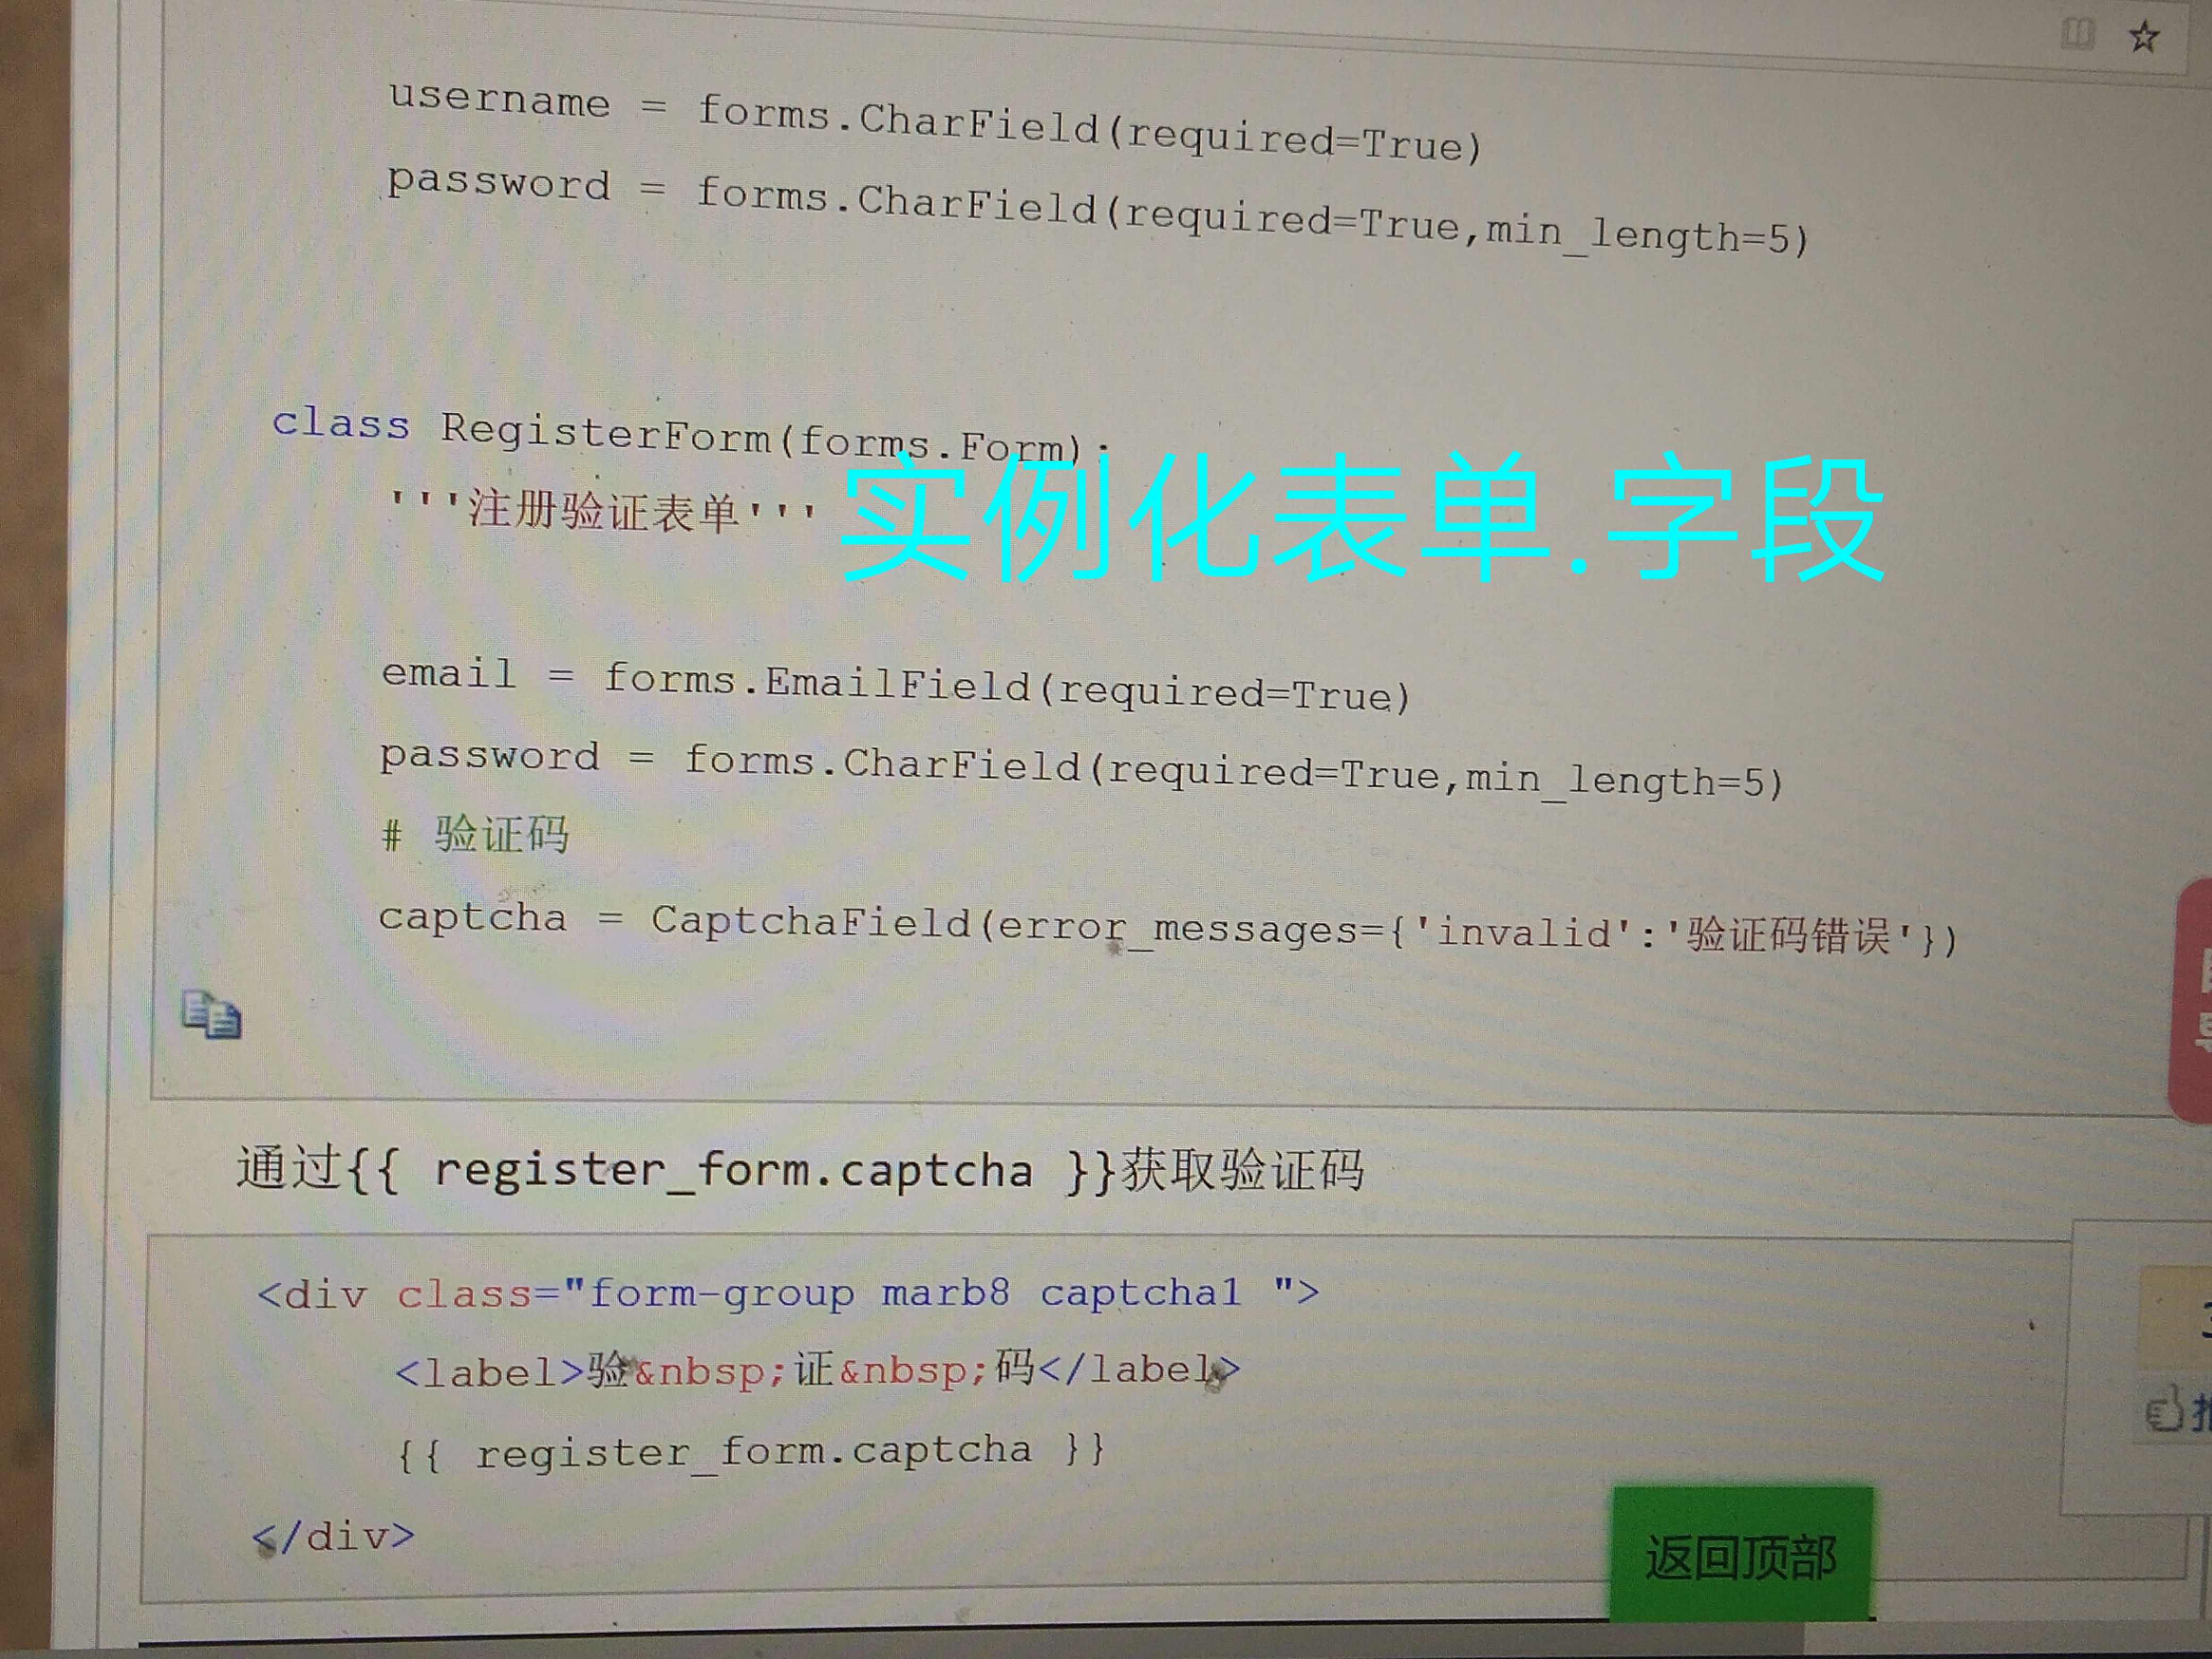 username = forms.CharField(required=True)
password = forms.CharField(required=True,min_length=5)
class RegisterForm(forms.Form):
'''注册验证表单'''
实例化表单.字段
email = forms.EmailField(required=True)
password = forms.CharField(required=True,min_length=5)
# 验证码
captcha = CaptchaField(error_messages={'invalid':'验证码错误'})
通过{{ register_form.captcha }}获取验证码
<div class="form-group marb8 captcha1 ">
<label>验&nbsp;证&nbsp;码</label>
{{ register_form.captcha }}
</div>
返回顶部